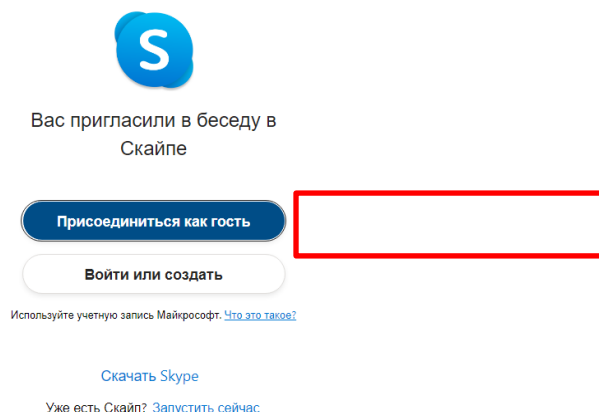 S
Вас пригласили в беседу в
Скайпе
Присоединиться как гость
Войти или создать
Используйте учетную запись Майкрософт. Что это такое?
Скачать Skype
Уже есть Скайп? Запустить сейчас